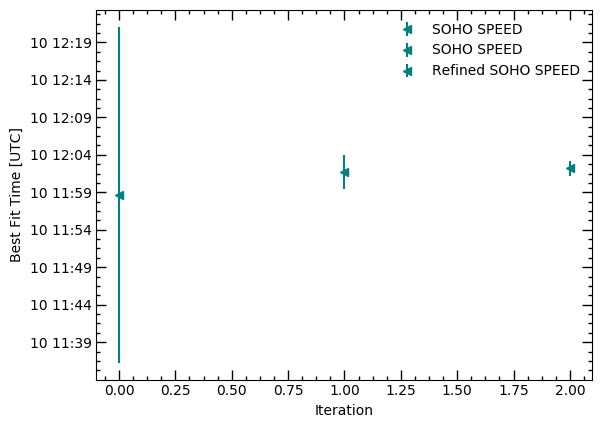 SOHO SPEED
SOHO SPEED
Refined SOHO SPEED
Best Fit Time [UTC]
10 12:19
10 12:14
10 12:09
10 12:04
10 11:59
10 11:54
10 11:49
10 11:44
10 11:39
0.00 0.25 0.50 0.75 1.00 1.25 1.50 1.75 2.00
Iteration